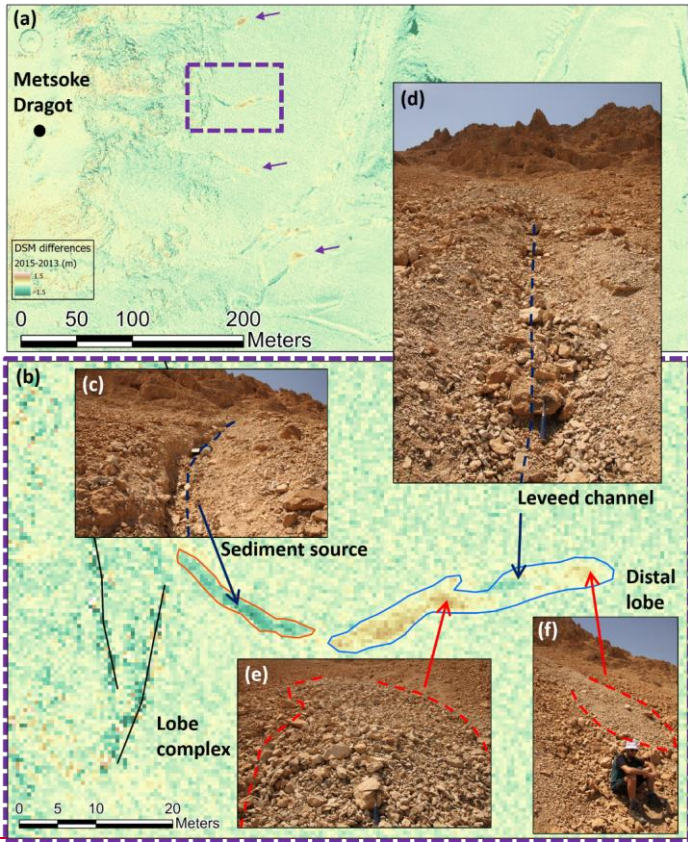 (a)
Metsoke
Dragot
DSM differences
2015-2013 (m)
1.5
-1.5
0 50 100 200
Meters
(d)
(b)
(c)
Sediment source
Leveed channel
Distal
lobe
Lobe
complex
(e)
(f)
0 5 10 20
Meters